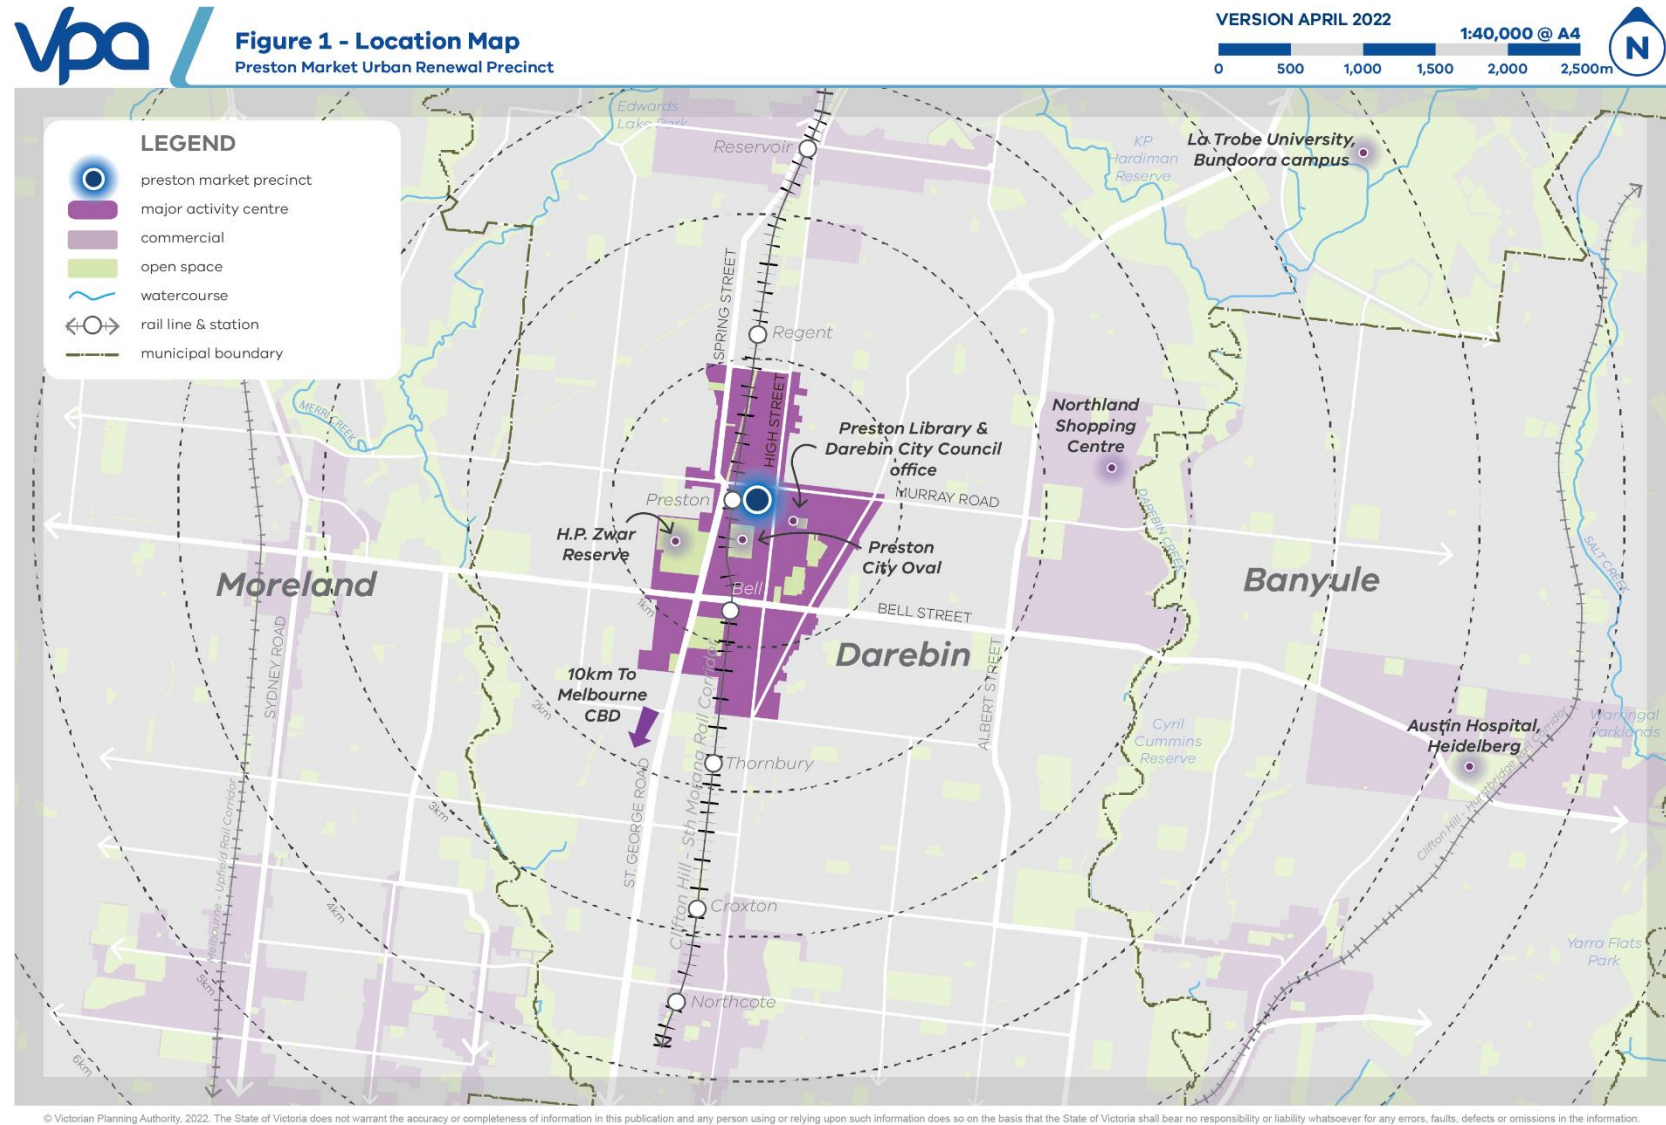 vpa
Figure 1 - Location Map
Preston Market Urban Renewal Precinct
VERSION APRIL 2022
1:40,000 @ A4
0 500 1,000 1,500 2,000 2,500m
N
LEGEND
preston market precinct
major activity centre
commercial
open space
watercourse
rail line & station
municipal boundary
Edwards
Lake Park
Reservoir
KP
Hardiman
Reserve
La Trobe University,
Bundoora campus
SPRING STREET
Regent
HIGH STREET
MERRI CREEK
Northland
Shopping
Centre
Preston Library &
Darebin City Council
office
Preston
MURRAY ROAD
DAREBIN CREEK
H.P. Zwar
Reserve
Preston
City Oval
SALT CREEK
Moreland
Banyule
Bell
1km
BELL STREET
Darebin
SYDNEY ROAD
ALBERT STREET
10km To
Melbourne
CBD
2km
Cyril
Cummins
Reserve
Warringal
Parklands
Austin Hospital,
Heidelberg
Thornbury
ST. GEORGE ROAD
Clifton Hill - Sth Morang Rail Corridor
Clifton Hill - Hurstbridge Rail Corridor
Melbourne - Upfield Rail Corridor
3km
Croxton
4km
Yarra Flats
Park
5km
Northcote
6km
© Victorian Planning Authority, 2022. The State of Victoria does not warrant the accuracy or completeness of information in this publication and any person using or relying upon such information does so on the basis that the State of Victoria shall bear no responsibility or liability whatsoever for any errors, faults, defects or omissions in the information.